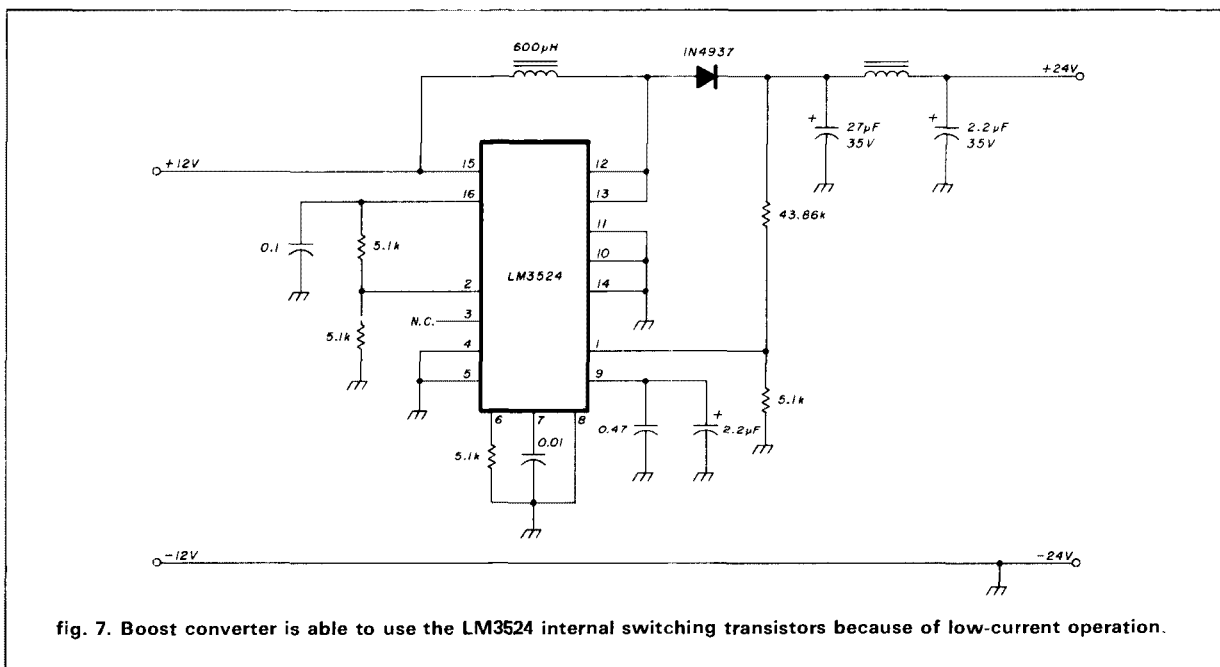 600μH
1N4937
+24V
+
27μF
35V
+
2.2μF
35V
+12V
15
12
16
13
43.86k
11
0.1
5.1k
10
LM3524
2
14
N.C.
3
5.1k
4
1
5
9
5.1k
6
7
8
0.47
+
2.2μF
5.1k
0.01
-12V
-24V
fig. 7. Boost converter is able to use the LM3524 internal switching transistors because of low-current operation.